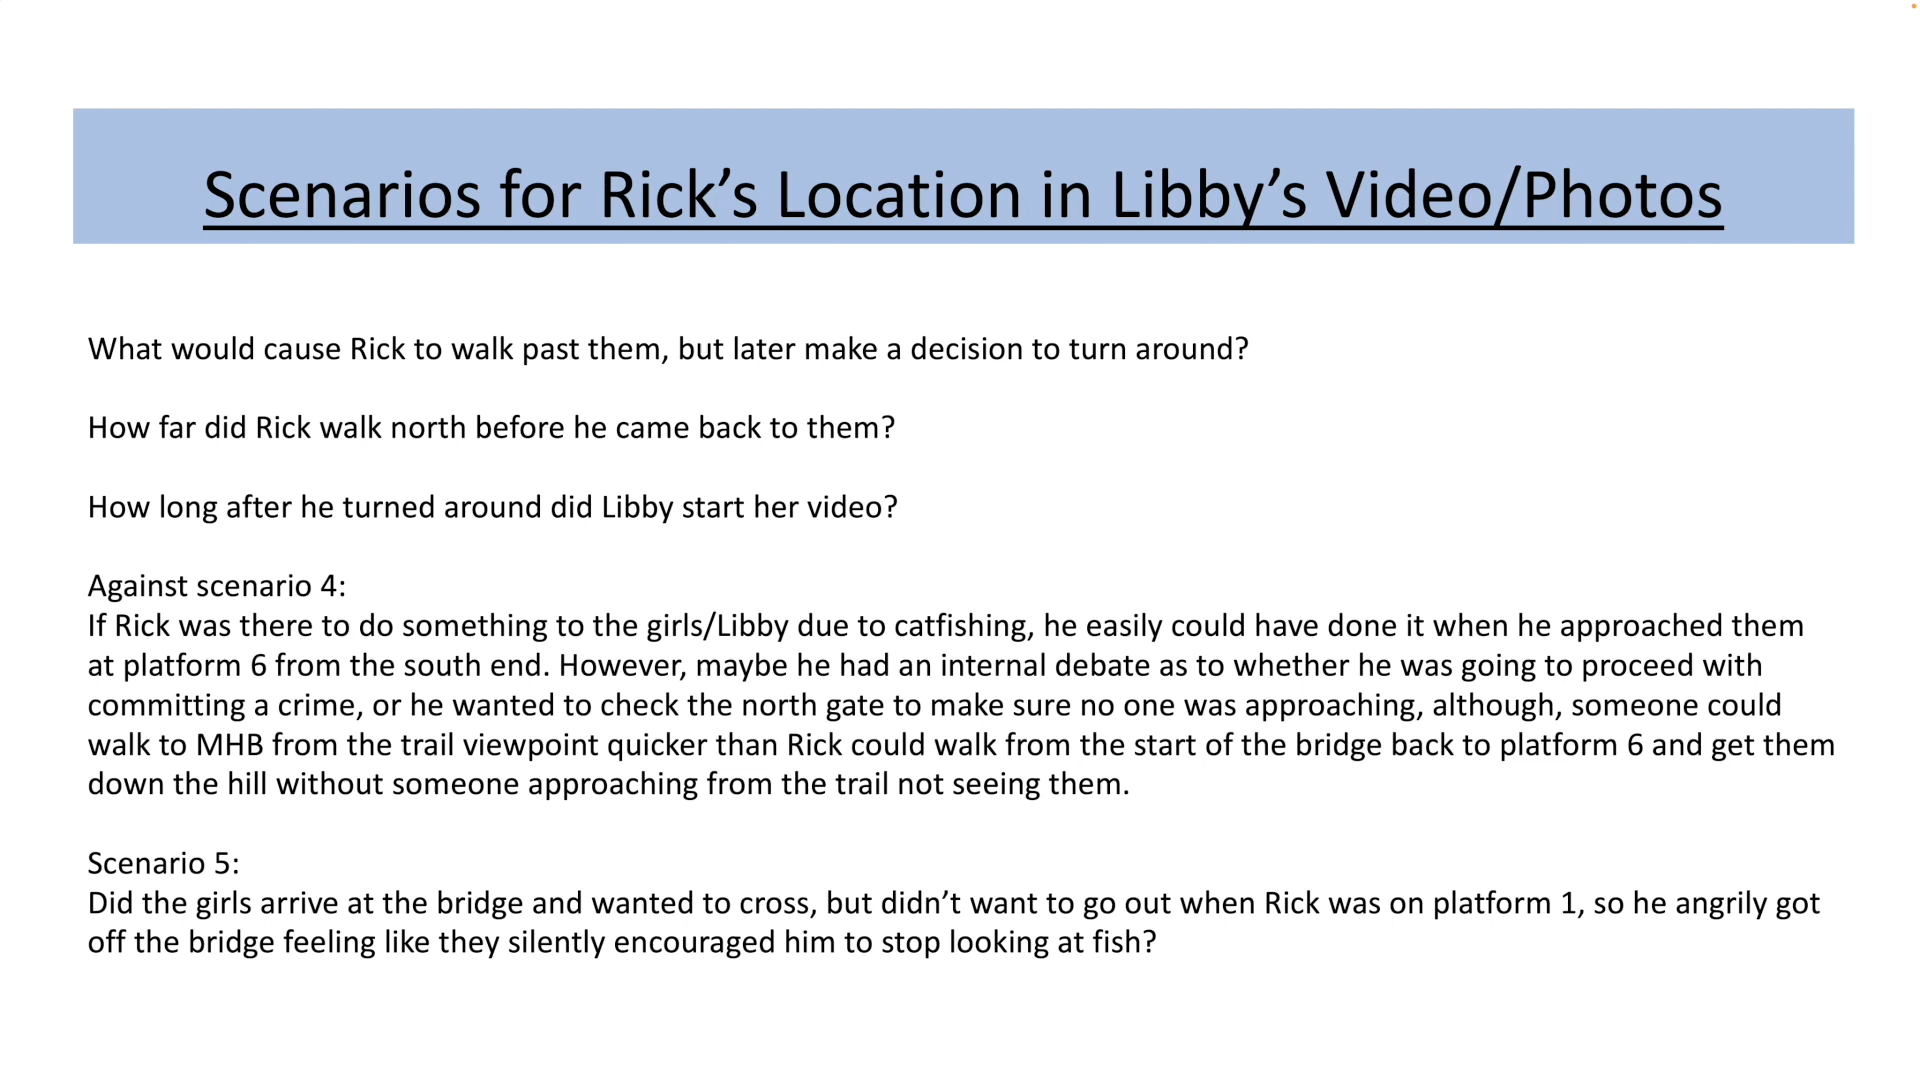 Scenarios for Rick’s Location in Libby’s Video/Photos
What would cause Rick to walk past them, but later make a decision to turn around?
How far did Rick walk north before he came back to them?
How long after he turned around did Libby start her video?
Against scenario 4:
If Rick was there to do something to the girls/Libby due to catfishing, he easily could have done it when he approached them
at platform 6 from the south end. However, maybe he had an internal debate as to whether he was going to proceed with
committing a crime, or he wanted to check the north gate to make sure no one was approaching, although, someone could
walk to MHB from the trail viewpoint quicker than Rick could walk from the start of the bridge back to platform 6 and get them
down the hill without someone approaching from the trail not seeing them.
Scenario 5:
Did the girls arrive at the bridge and wanted to cross, but didn’t want to go out when Rick was on platform 1, so he angrily got
off the bridge feeling like they silently encouraged him to stop looking at fish?